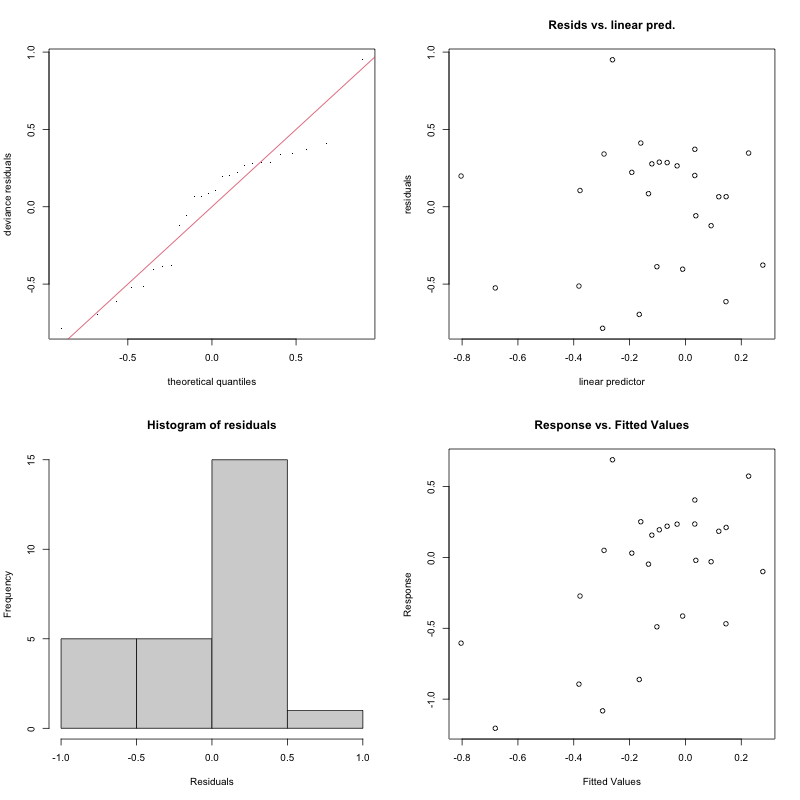 deviance residuals
1.0
0.5
0.0
-0.5
-0.5 0.0 0.5
theoretical quantiles
Resids vs. linear pred.
residuals
1.0
0.5
0.0
-0.5
-0.8 -0.6 -0.4 -0.2 0.0 0.2
linear predictor
Histogram of residuals
Frequency
15
10
5
0
-1.0 -0.5 0.0 0.5 1.0
Residuals
Response vs. Fitted Values
Response
0.5
0.0
-0.5
-1.0
-0.8 -0.6 -0.4 -0.2 0.0 0.2
Fitted Values